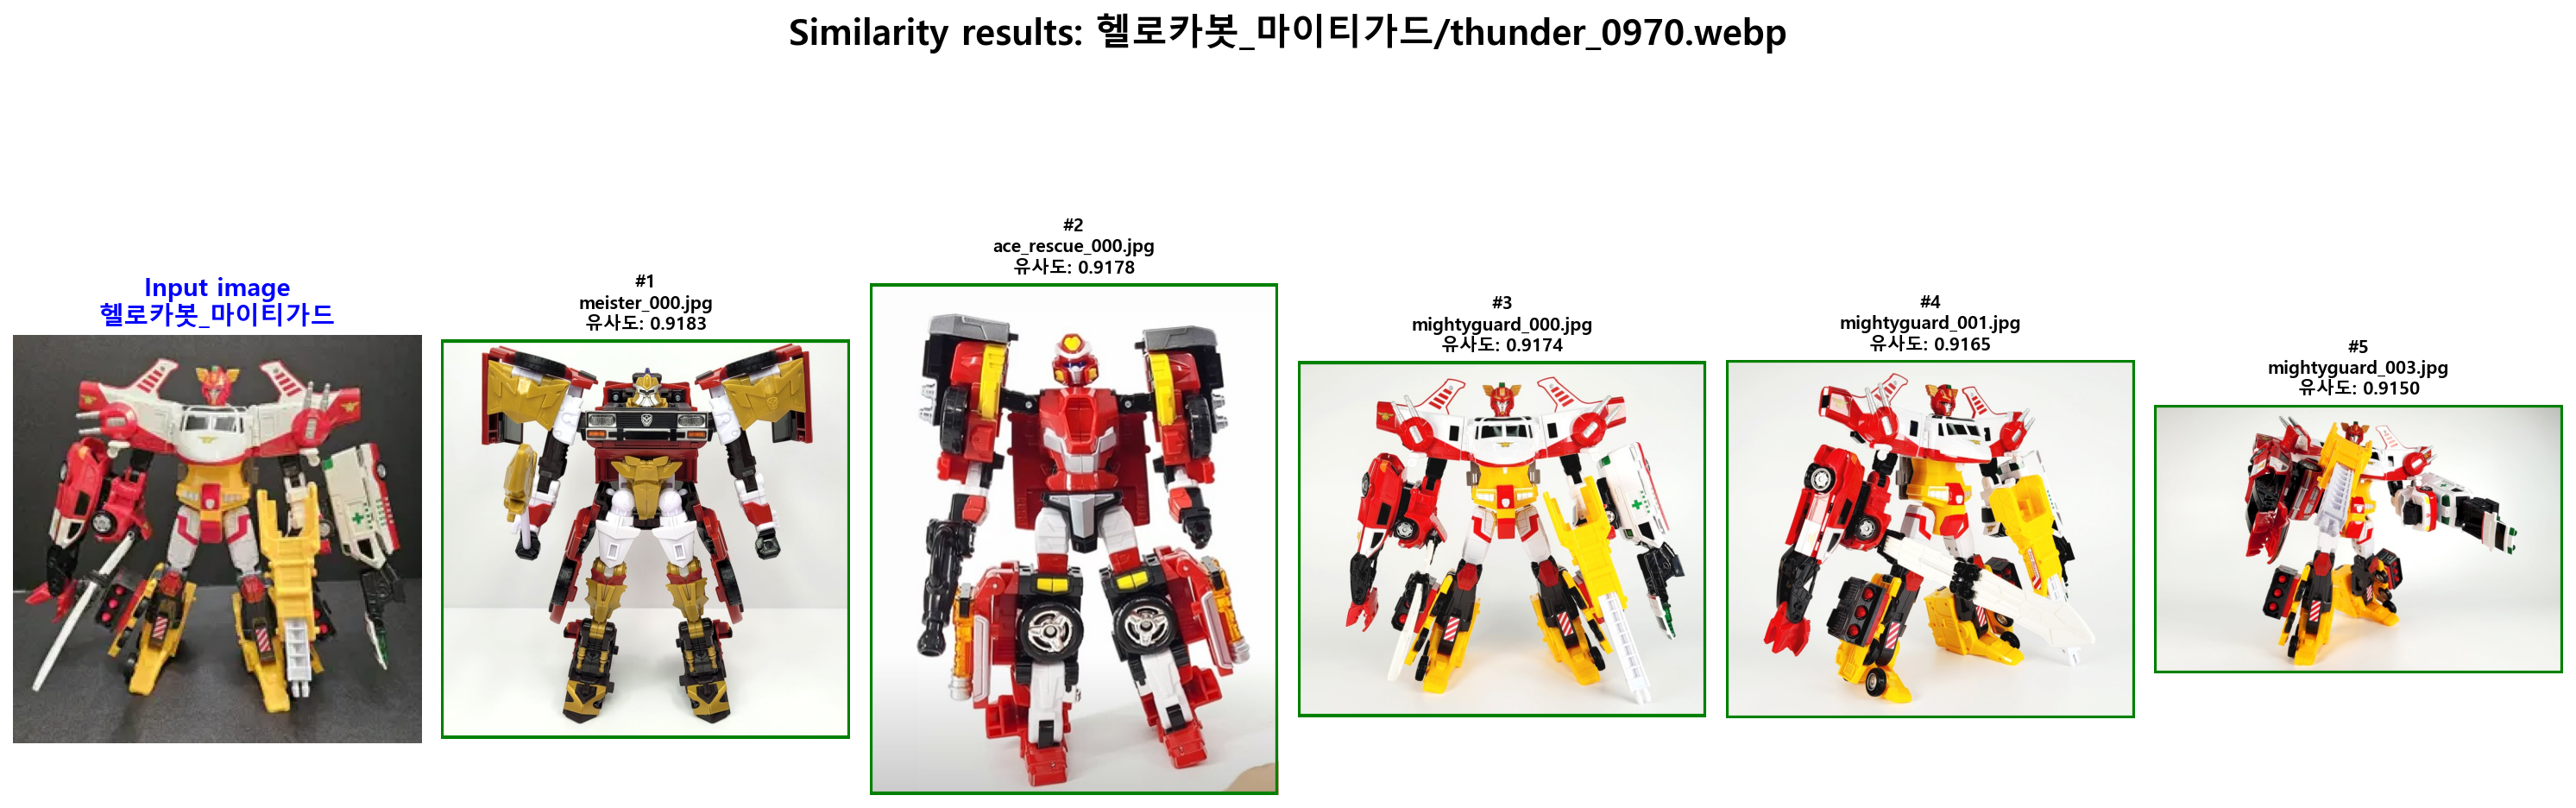 Similarity results: 헬로카봇_마이티가드/thunder_0970.webp
Input image
헬로카봇_마이티가드
#1
meister_000.jpg
유사도: 0.9183
#2
ace_rescue_000.jpg
유사도: 0.9178
#3
mightyguard_000.jpg
유사도: 0.9174
#4
mightyguard_001.jpg
유사도: 0.9165
#5
mightyguard_003.jpg
유사도: 0.9150